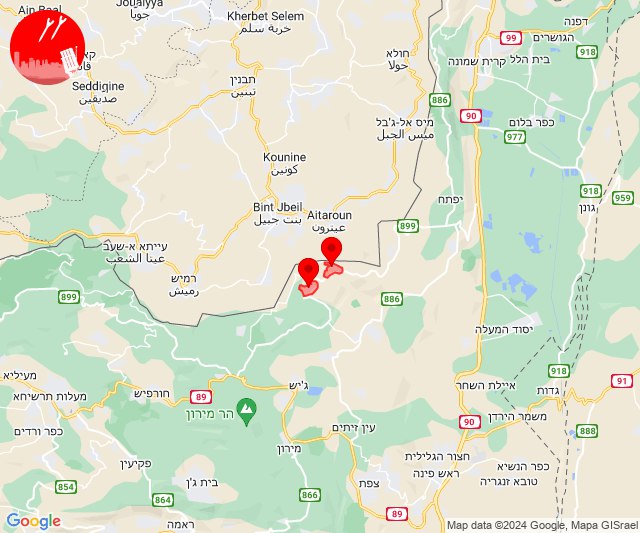 Ain Baal
Jouaiyya
جويا
Kherbet Selem
خربة سلم
דפנה
99
הגושרים
918
בית הלל
קרית שמונה
חולא
حولا
תבנין
تبنين
Seddigine
صديقين
886
90
מיס אל-ג'בל
ميس الجبل
כפר בלום
977
Kounine
كونين
918
959
גונן
Bint Jbeil
بنت جبيل
Aitaroun
عيترون
יפתח
899
עייתא א-שעב
عيتا الشعب
רמיש
رميش
899
886
יסוד המעלה
918
גדות
91
איילת השחר
מעיליא
מעלות תרשיחא
חורפיש
89
ג'יש
הר מירון
משמר הירדן
90
888
כפר ורדים
עין זיתים
מירון
פקיעין
חצור הגלילית
ראש פינה
כפר הנשיא
טובא זנגריה
854
864
בית ג'ן
866
צפת
89
ראמה
Google
Map data ©2024 Google, Mapa GISrael